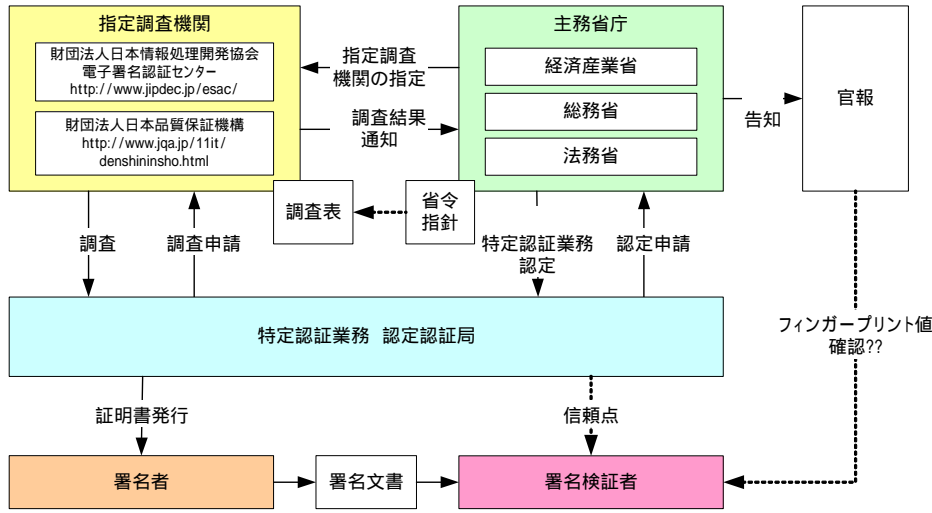 指定調査機関
財団法人日本情報処理開発協会
電子署名認証センター
http://www.jipdec.jp/esac/
財団法人日本品質保証機構
http://www.jqa.jp/11it/
denshininsho.html
指定調査
機関の指定
調査結果
通知
主務省庁
経済産業省
総務省
法務省
告知
官報
調査表
省令
指針
調査
調査申請
特定認証業務
認定
認定申請
特定認証業務 認定認証局
フィンガープリント値
確認??
証明書発行
信頼点
署名者
署名文書
署名検証者